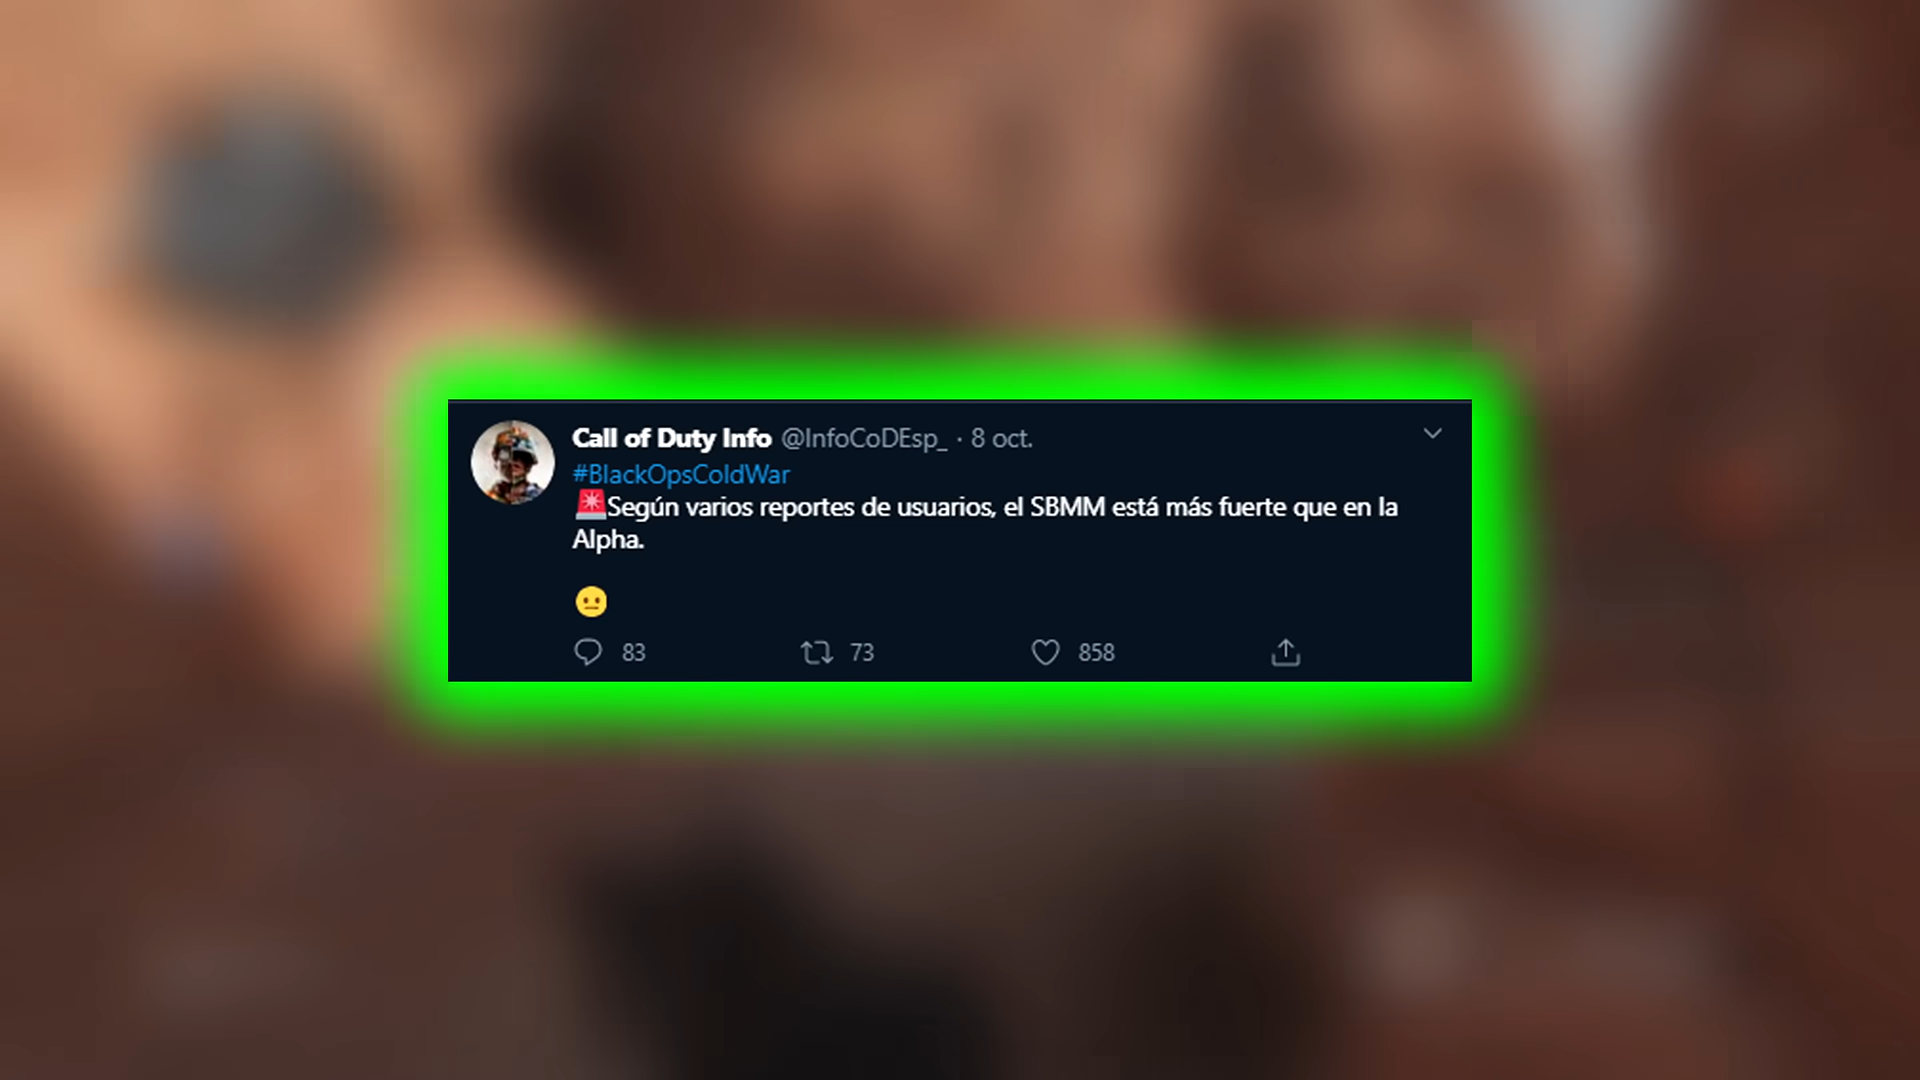 Call of Duty Info @InfoCoDEsp_ · 8 oct.
#BlackOpsColdWar
🚨Según varios reportes de usuarios, el SBMM está más fuerte que en la
Alpha.
😐
83 73 858